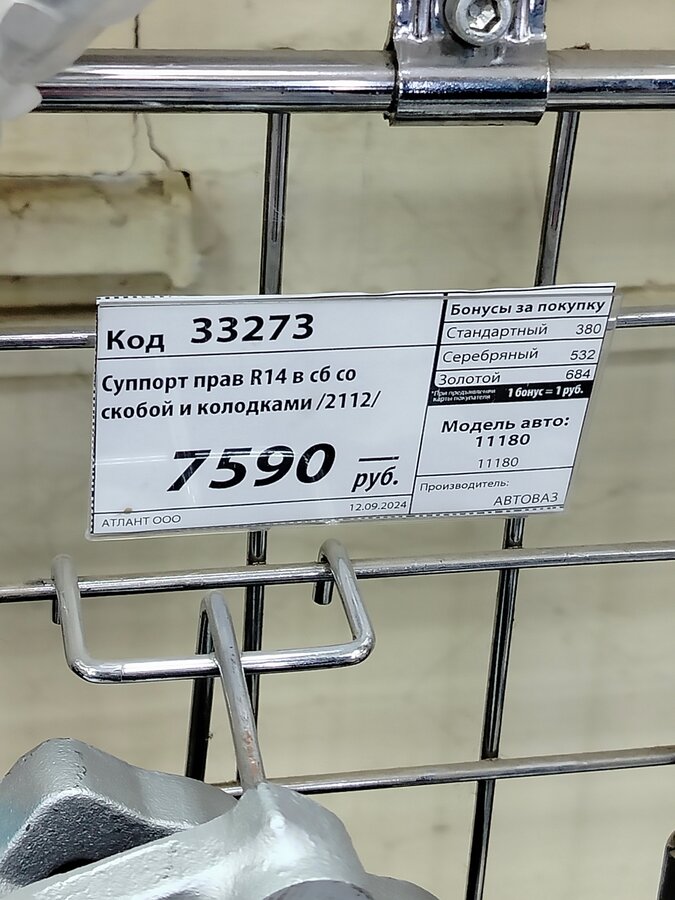 Код 33273
Суппорт прав R14 в сб со
скобой и колодками /2112/
7590 руб.
12.09.2024
АТЛАНТ ООО
Бонусы за покупку
Стандартный 380
Серебряный 532
Золотой 684
*При предъявлении
карты покупателя
1 бонус = 1 руб.
Модель авто:
11180
11180
Производитель:
АВТОВАЗ